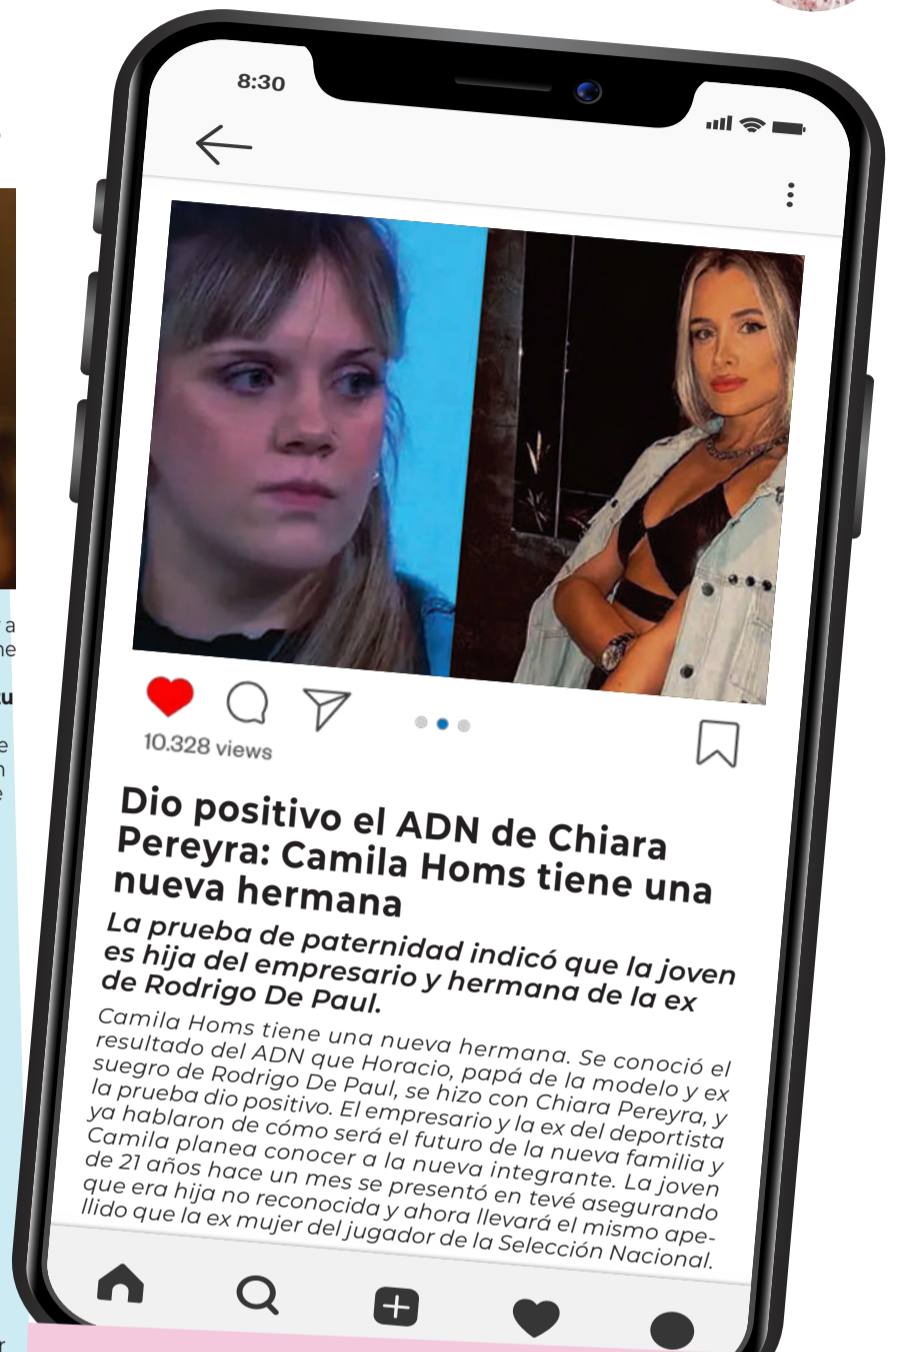 8:30
10.328 views
Dio positivo el ADN de Chiara
Pereyra: Camila Homs tiene una
nueva hermana
La prueba de paternidad indicó que la joven
es hija del empresario y hermana de la ex
de Rodrigo De Paul.
Camila Homs tiene una nueva hermana. Se conoció el
resultado del ADN que Horacio, papá de la modelo y ex
suegro de Rodrigo De Paul, se hizo con Chiara Pereyra, y
la prueba dio positivo. El empresario y la ex del deportista
ya hablaron de cómo será el futuro de la nueva familia y
Camila planea conocer a la nueva integrante. La joven
de 21 años hace un mes se presentó en tevé asegurando
que era hija no reconocida y ahora llevará el mismo ape-
llido que la ex mujer del jugador de la Selección Nacional.